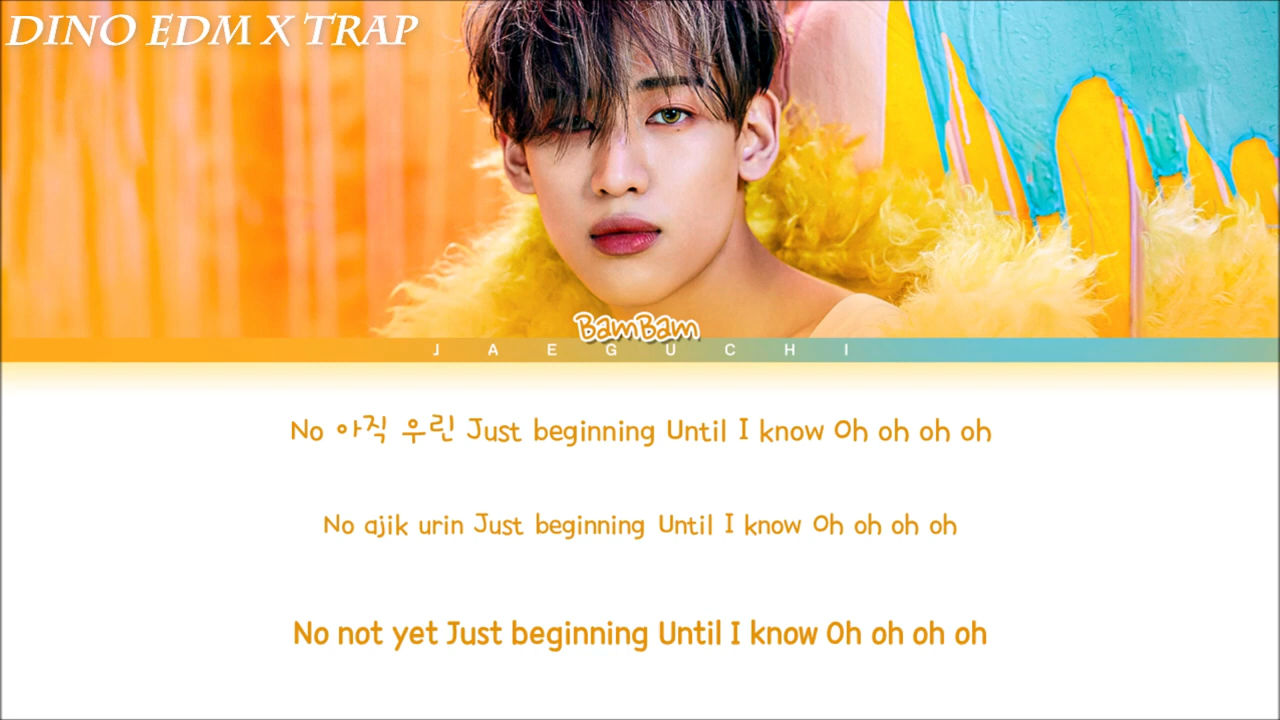 DINO EDM X TRAP
BamBam
JAEGUCHI
No 아직 우린 Just beginning Until I know Oh oh oh oh
No ajik urin Just beginning Until I know Oh oh oh oh
No not yet Just beginning Until I know Oh oh oh oh